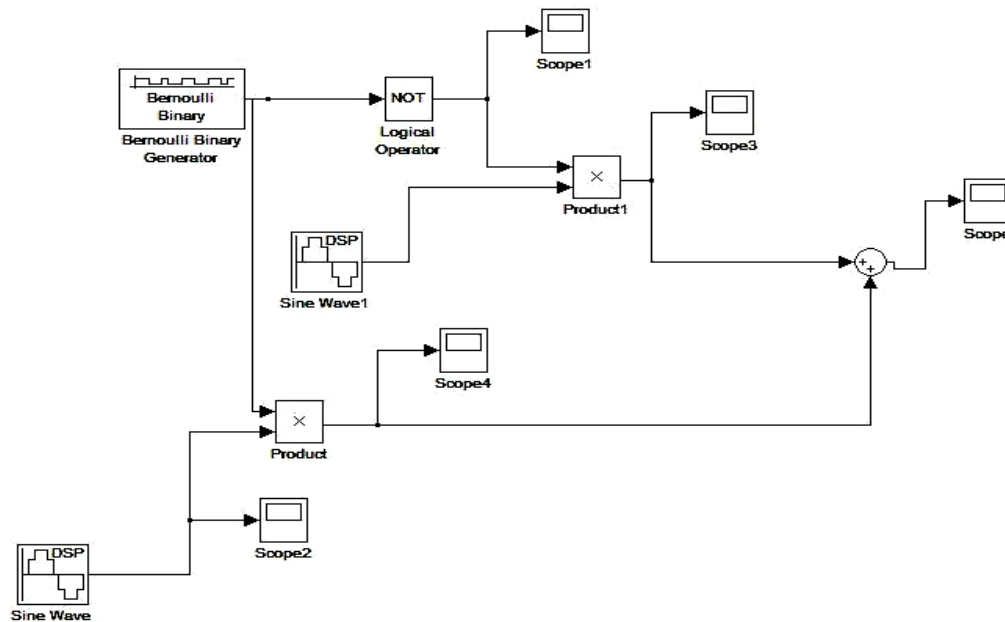 Scope1
Bernoulli
Binary
Bernoulli Binary
Generator
NOT
Logical
Operator
Scope3
×
Product1
Scope
DSP
Sine Wave1
+
+
Scope4
×
Product
Scope2
DSP
Sine Wave